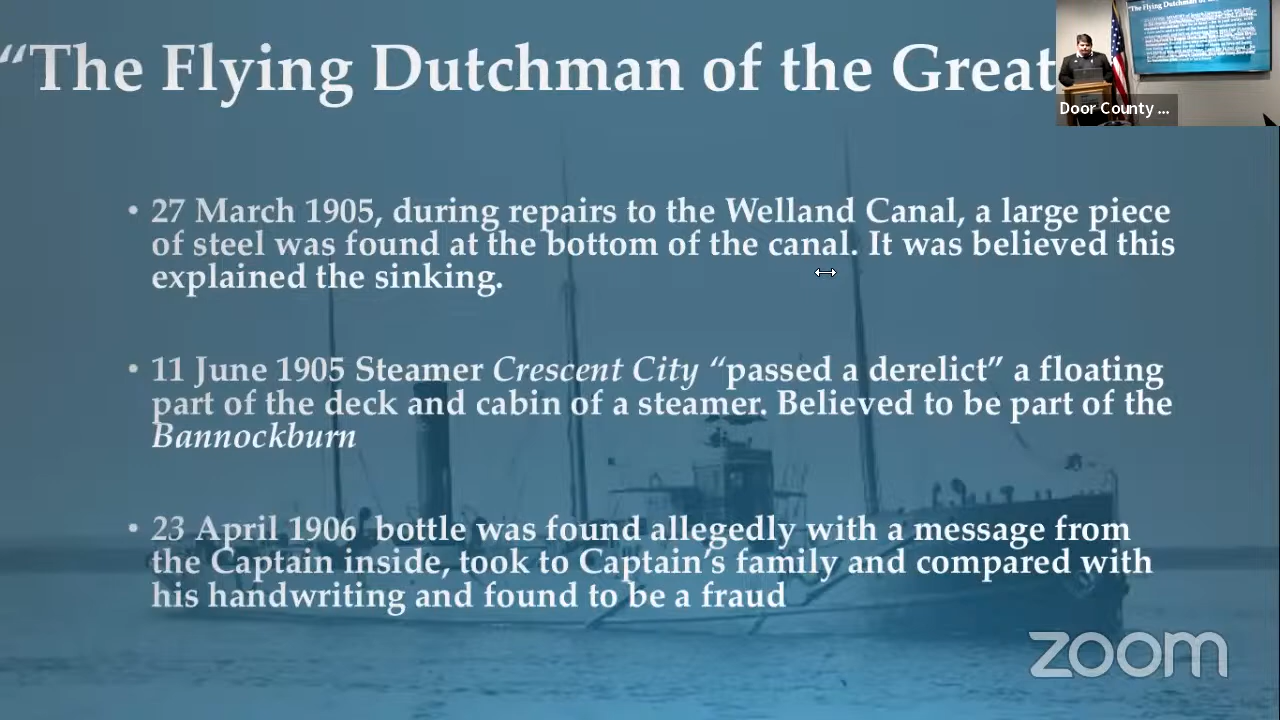 “The Flying Dutchman of the Great
Door County ...
• 27 March 1905, during repairs to the Welland Canal, a large piece
of steel was found at the bottom of the canal. It was believed this
explained the sinking.
• 11 June 1905 Steamer Crescent City “passed a derelict” a floating
part of the deck and cabin of a steamer. Believed to be part of the
Bannockburn
• 23 April 1906 bottle was found allegedly with a message from
the Captain inside, took to Captain’s family and compared with
his handwriting and found to be a fraud
zoom